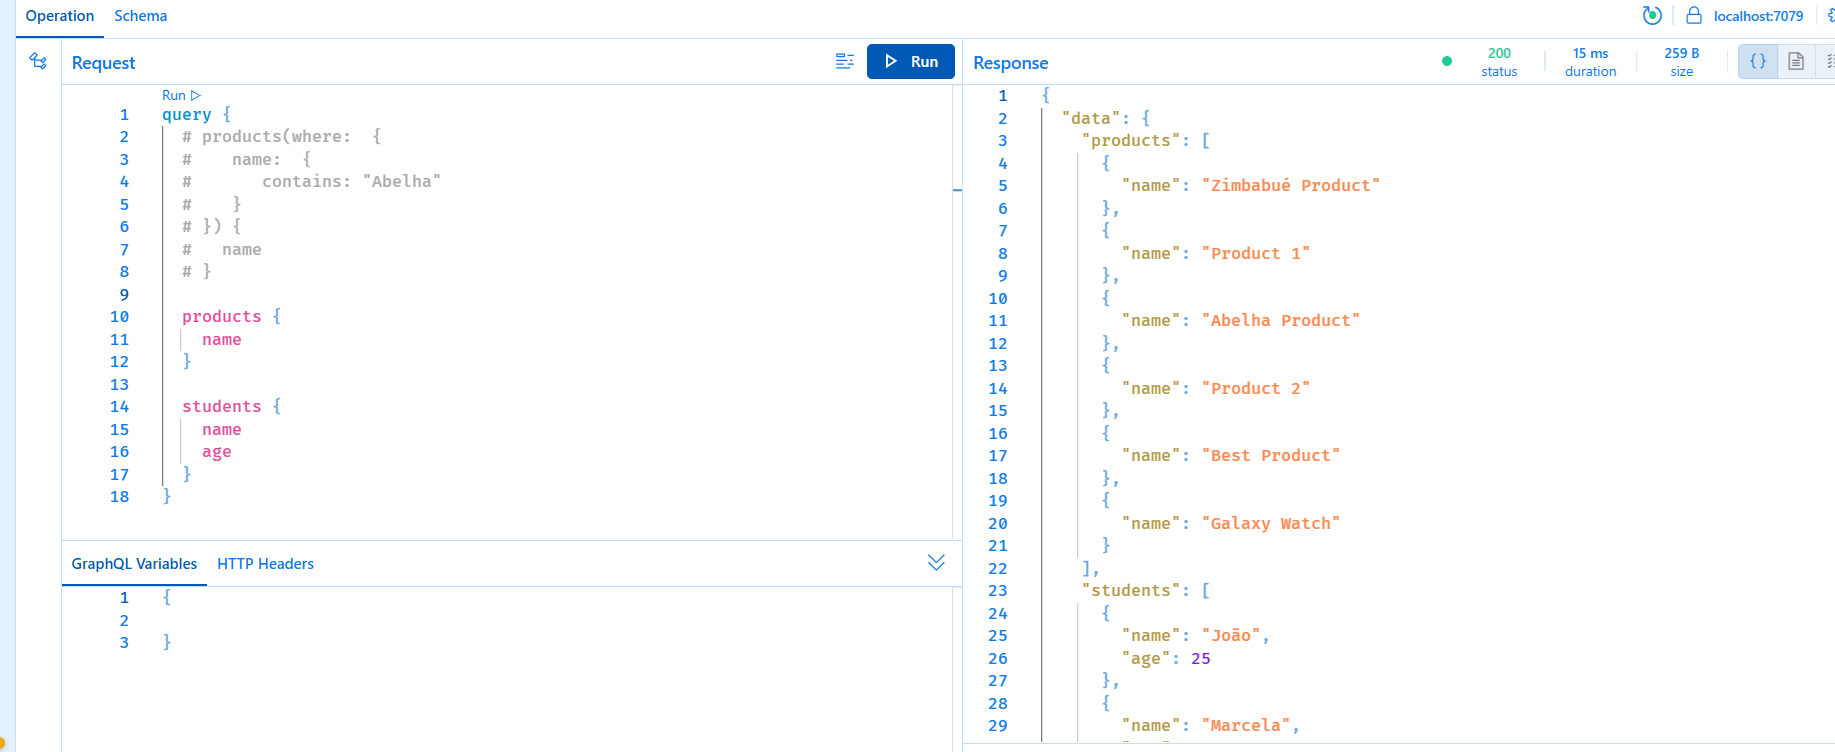 Operation Schema localhost:7079
Request Run
Run
1 query {
2 # products(where:  {
3 #    name:  {
4 #       contains: "Abelha"
5 #    }
6 # }) {
7 #   name
8 # }
9
10 products {
11 name
12 }
13
14 students {
15 name
16 age
17 }
18 }
GraphQL Variables HTTP Headers
1 {
2
3 }
Response 200 status 15 ms duration 259 B size {}
1 {
2 "data": {
3 "products": [
4 {
5 "name": "Zimbabué Product"
6 },
7 {
8 "name": "Product 1"
9 },
10 {
11 "name": "Abelha Product"
12 },
13 {
14 "name": "Product 2"
15 },
16 {
17 "name": "Best Product"
18 },
19 {
20 "name": "Galaxy Watch"
21 }
22 ],
23 "students": [
24 {
25 "name": "João",
26 "age": 25
27 },
28 {
29 "name": "Marcela",